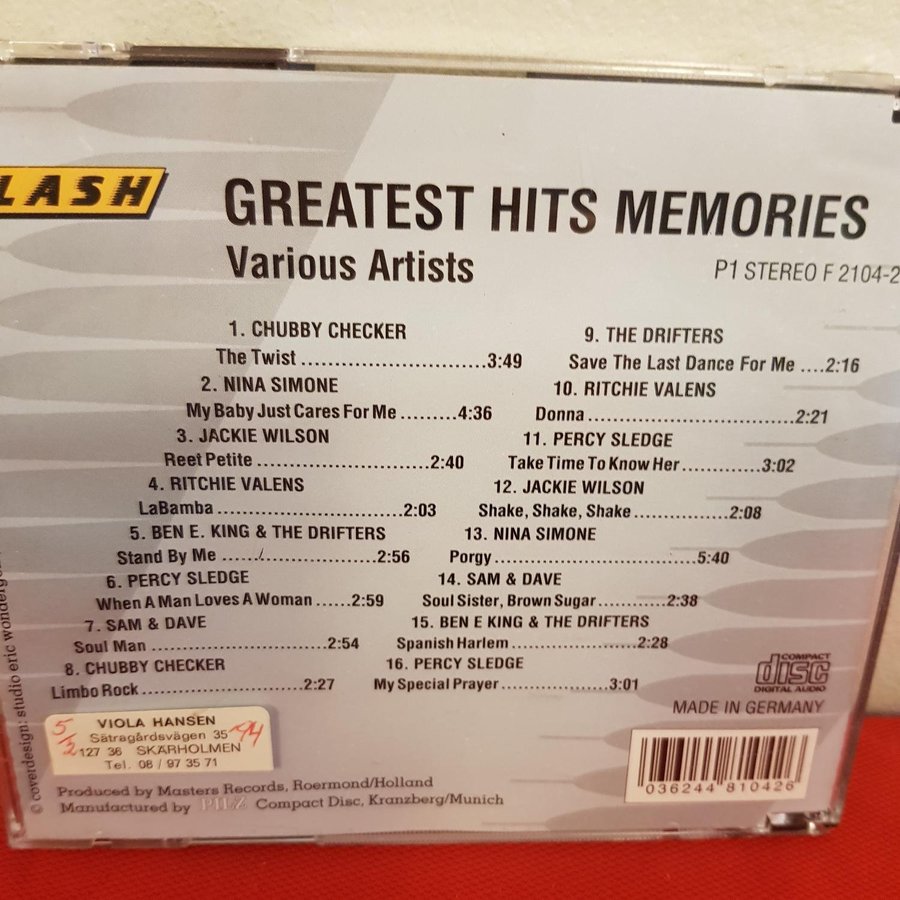 LASH
GREATEST HITS MEMORIES
Various Artists
P1 STEREO F 2104-2
1. CHUBBY CHECKER
The Twist ............................3:49
2. NINA SIMONE
My Baby Just Cares For Me .........4:36
3. JACKIE WILSON
Reet Petite ..........................2:40
4. RITCHIE VALENS
LaBamba ............................2:03
5. BEN E. KING & THE DRIFTERS
Stand By Me ........................2:56
6. PERCY SLEDGE
When A Man Loves A Woman ......2:59
7. SAM & DAVE
Soul Man ...........................2:54
8. CHUBBY CHECKER
Limbo Rock .........................2:27
9. THE DRIFTERS
Save The Last Dance For Me ....2:16
10. RITCHIE VALENS
Donna ................................2:21
11. PERCY SLEDGE
Take Time To Know Her ............3:02
12. JACKIE WILSON
Shake, Shake, Shake ...................2:08
13. NINA SIMONE
Porgy ................................5:40
14. SAM & DAVE
Soul Sister, Brown Sugar ...........2:38
15. BEN E KING & THE DRIFTERS
Spanish Harlem ....................2:28
16. PERCY SLEDGE
My Special Prayer ..................3:01
COMPACT
disc
DIGITAL AUDIO
MADE IN GERMANY
VIOLA HANSEN
Sätragårdsvägen 35
127 36 SKÄRHOLMEN
Tel. 08 / 97 35 71
5/2 -94
Produced by Masters Records, Roermond/Holland
Manufactured by PILZ Compact Disc, Kranzberg/Munich
036244 810426
© coverdesign: studio eric wonderge